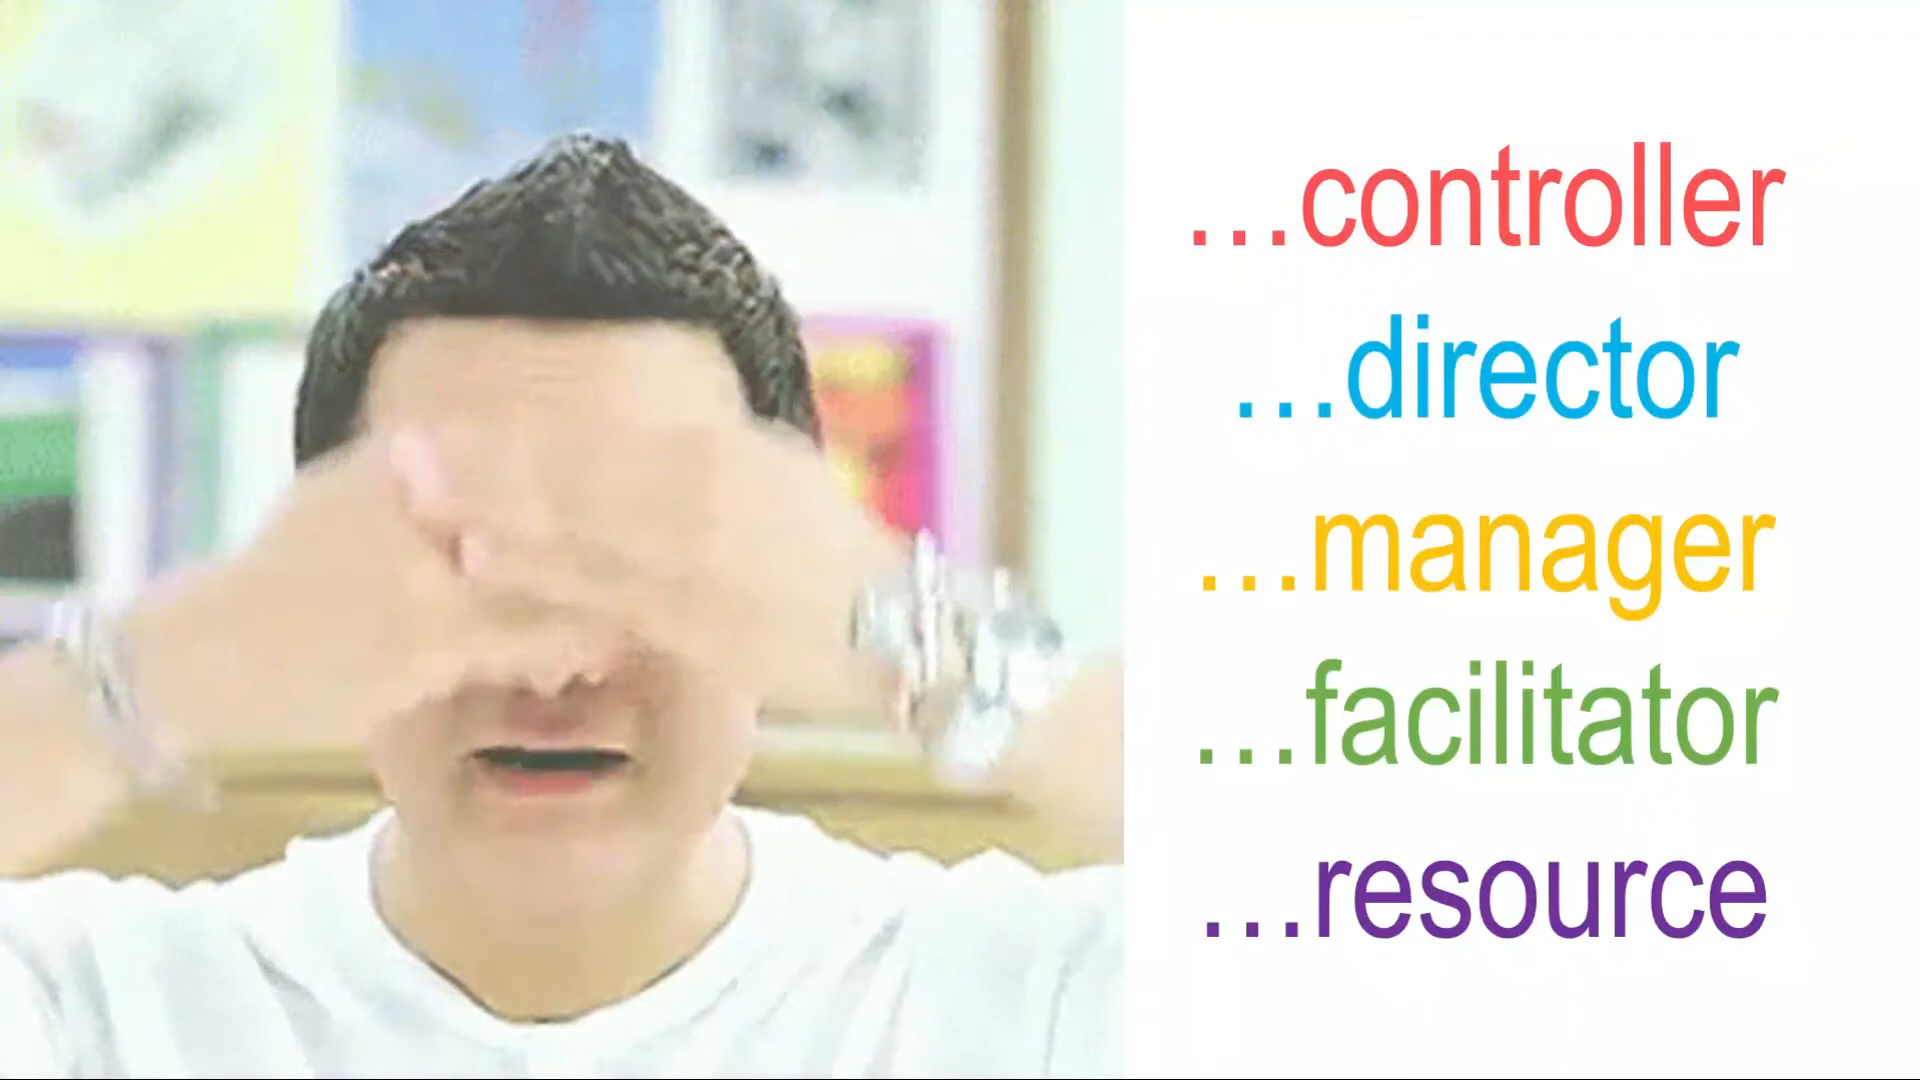 ...controller
...director
...manager
...facilitator
...resource